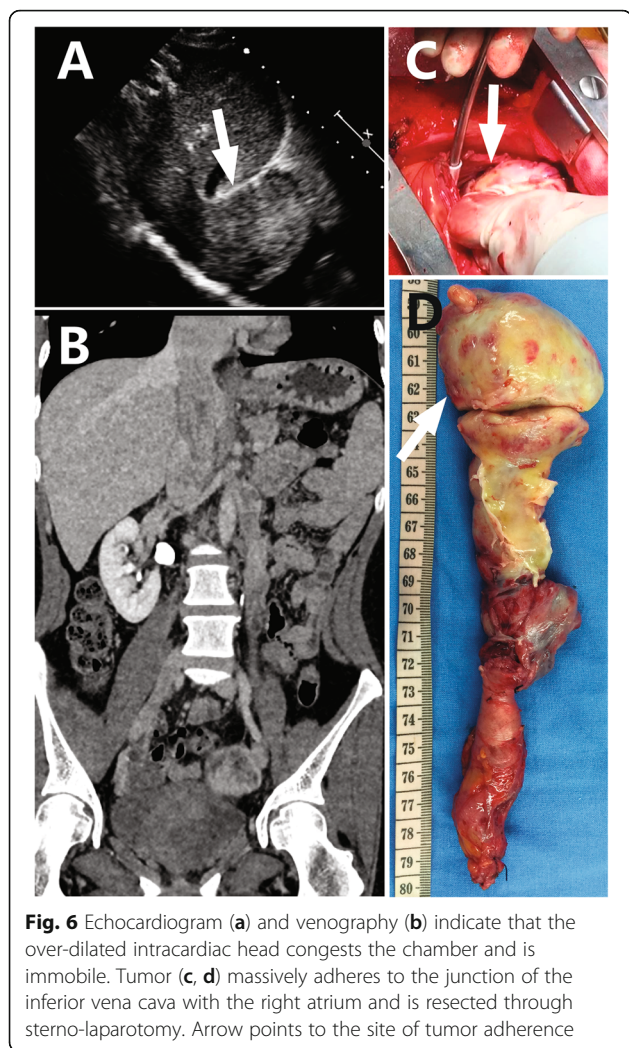 A
C
B
D
58
59
60
61
62
63
64
65
66
67
68
69
70
71
72
73
74
75
76
77
78
79
80
Fig. 6 Echocardiogram (a) and venography (b) indicate that the
over-dilated intracardiac head congests the chamber and is
immobile. Tumor (c, d) massively adheres to the junction of the
inferior vena cava with the right atrium and is resected through
sterno-laparotomy. Arrow points to the site of tumor adherence